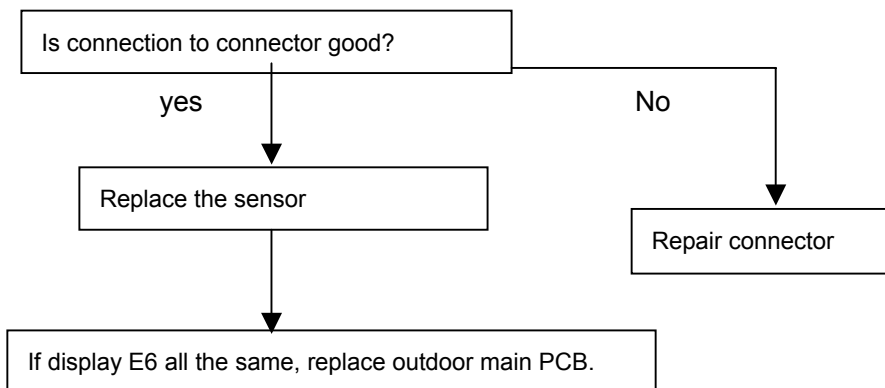 Is connection to connector good?
yes
No
Replace the sensor
Repair connector
If display E6 all the same, replace outdoor main PCB.